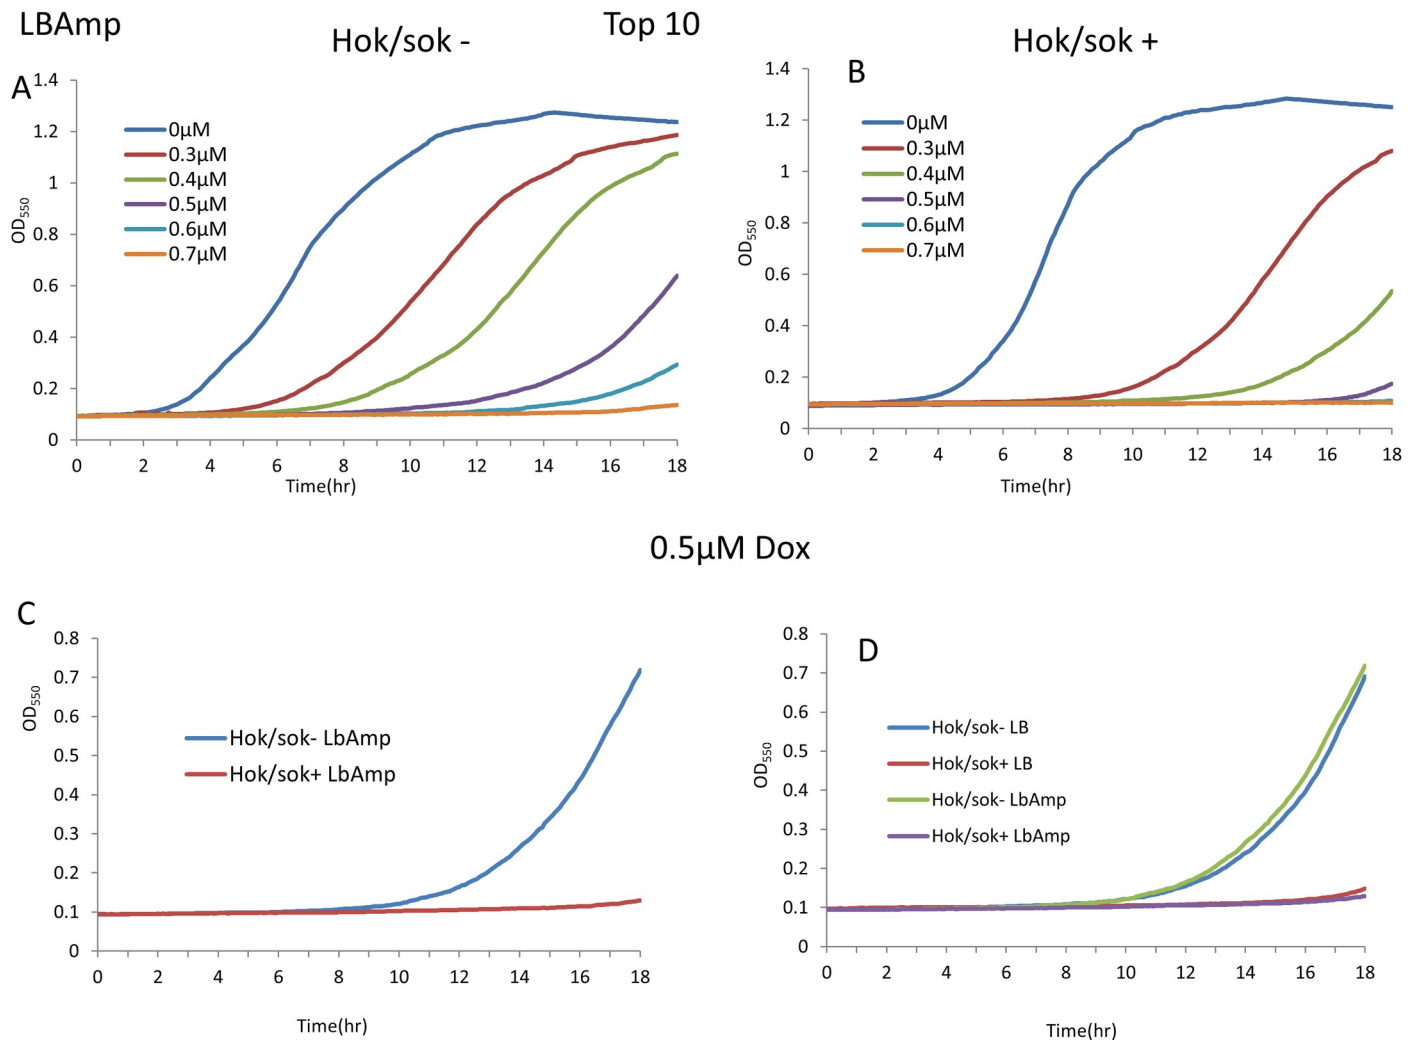 LBAmp
Hok/sok -
Top 10
Hok/sok +
A
1.4
1.2
1
0.8
0.6
0.4
0.2
0
OD550
0µM
0.3µM
0.4µM
0.5µM
0.6µM
0.7µM
0 2 4 6 8 10 12 14 16 18
Time(hr)
B
1.4
1.2
1
0.8
0.6
0.4
0.2
0
OD550
0µM
0.3µM
0.4µM
0.5µM
0.6µM
0.7µM
0 2 4 6 8 10 12 14 16 18
Time(hr)
0.5µM Dox
C
0.8
0.7
0.6
0.5
0.4
0.3
0.2
0.1
0
OD550
Hok/sok- LbAmp
Hok/sok+ LbAmp
0 2 4 6 8 10 12 14 16 18
Time(hr)
D
0.8
0.7
0.6
0.5
0.4
0.3
0.2
0.1
0
OD550
Hok/sok- LB
Hok/sok+ LB
Hok/sok- LbAmp
Hok/sok+ LbAmp
0 2 4 6 8 10 12 14 16 18
Time(hr)